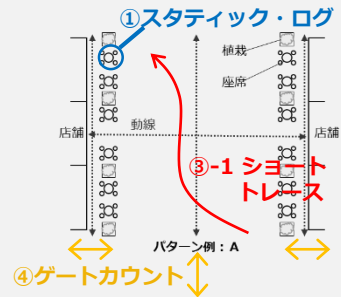 ①スタティック・ログ
植栽
座席
店舗
動線
店舗
③-1 ショート
トレース
パターン例：A
④ゲートカウント